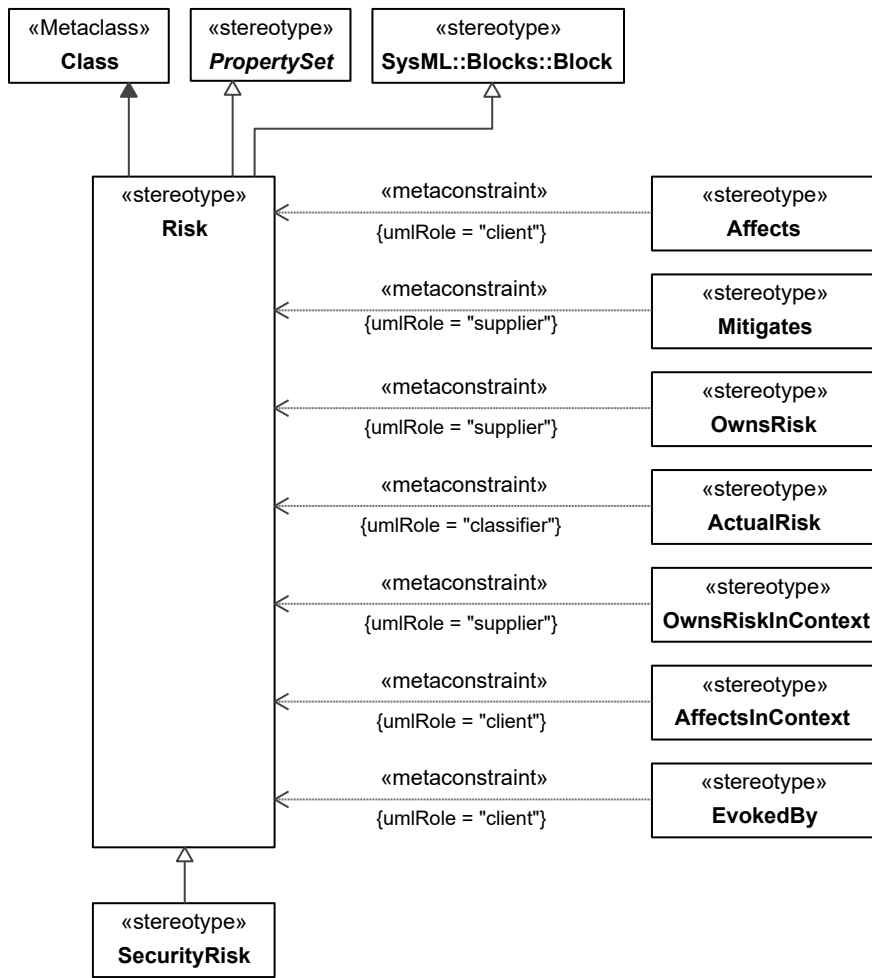 «Metaclass»
Class
«stereotype»
PropertySet
«stereotype»
SysML::Blocks::Block
«stereotype»
Risk
«metaconstraint»
{umlRole = "client"}
«stereotype»
Affects
«metaconstraint»
{umlRole = "supplier"}
«stereotype»
Mitigates
«metaconstraint»
{umlRole = "supplier"}
«stereotype»
OwnsRisk
«metaconstraint»
{umlRole = "classifier"}
«stereotype»
ActualRisk
«metaconstraint»
{umlRole = "supplier"}
«stereotype»
OwnsRiskInContext
«metaconstraint»
{umlRole = "client"}
«stereotype»
AffectsInContext
«metaconstraint»
{umlRole = "client"}
«stereotype»
EvokedBy
«stereotype»
SecurityRisk